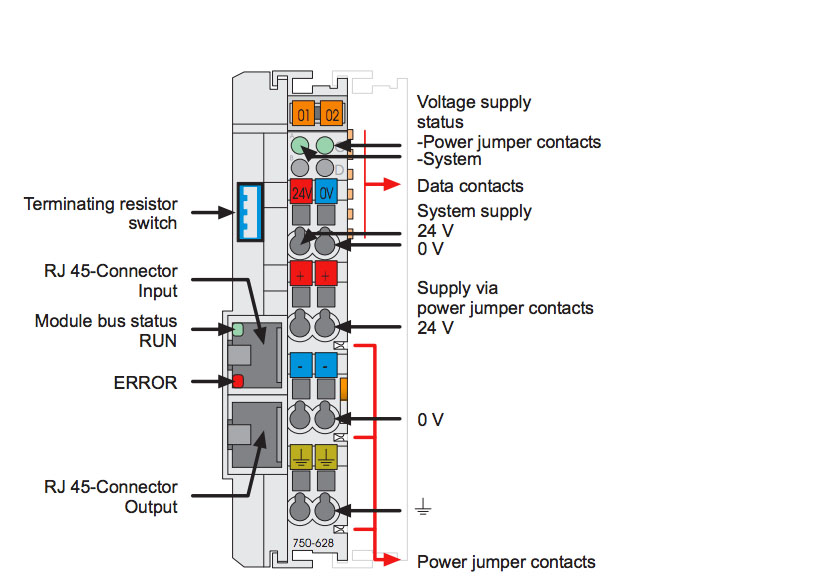 Voltage supply
status
-Power jumper contacts
-System
Data contacts
System supply
24 V
0 V
Supply via
power jumper contacts
24 V
0 V
Power jumper contacts
Terminating resistor
switch
RJ 45-Connector
Input
Module bus status
RUN
ERROR
RJ 45-Connector
Output
01 02
A C
B D
24V 0V
+ +
- -
750-628